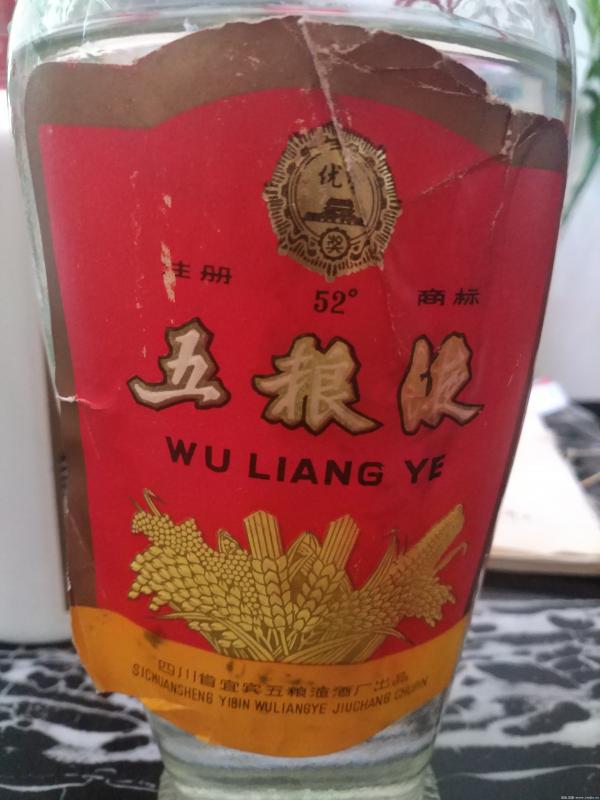 优
奖
注册
52°
商标
五粮液
WU LIANG YE
四川省宜宾五粮液酒厂出品
SICHUANSHENG YIBIN WULIANGYE JIUCHANG CHUPIN